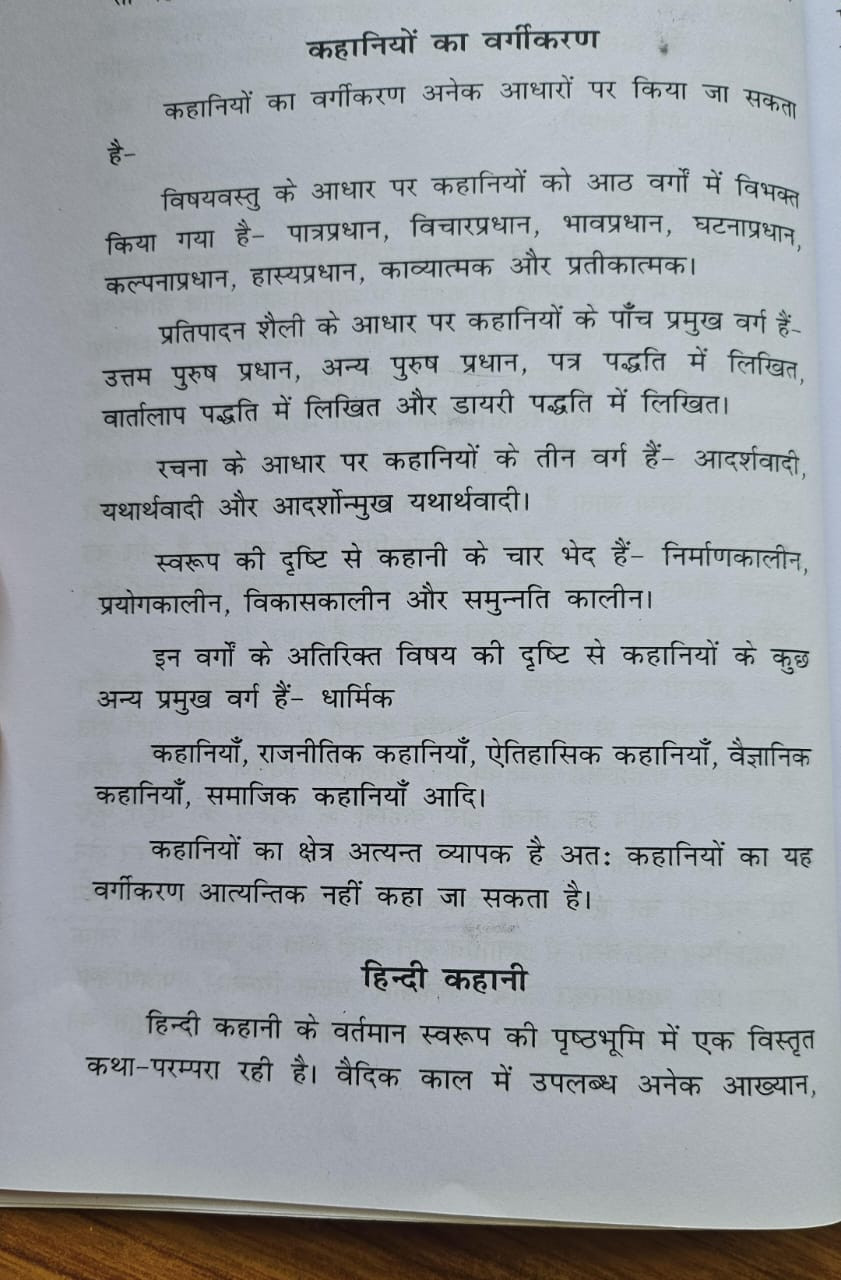 कहानियों का वर्गीकरण
कहानियों का वर्गीकरण अनेक आधारों पर किया जा सकता
है-
विषयवस्तु के आधार पर कहानियों को आठ वर्गों में विभक्त
किया गया है- पात्रप्रधान, विचारप्रधान, भावप्रधान, घटनाप्रधान,
कल्पनाप्रधान, हास्यप्रधान, काव्यात्मक और प्रतीकात्मक।
प्रतिपादन शैली के आधार पर कहानियों के पाँच प्रमुख वर्ग हैं-
उत्तम पुरुष प्रधान, अन्य पुरुष प्रधान, पत्र पद्धति में लिखित,
वार्तालाप पद्धति में लिखित और डायरी पद्धति में लिखित।
रचना के आधार पर कहानियों के तीन वर्ग हैं- आदर्शवादी,
यथार्थवादी और आदर्शोन्मुख यथार्थवादी।
स्वरूप की दृष्टि से कहानी के चार भेद हैं- निर्माणकालीन,
प्रयोगकालीन, विकासकालीन और समुन्नति कालीन।
इन वर्गों के अतिरिक्त विषय की दृष्टि से कहानियों के कुछ
अन्य प्रमुख वर्ग हैं- धार्मिक
कहानियाँ, राजनीतिक कहानियाँ, ऐतिहासिक कहानियाँ, वैज्ञानिक
कहानियाँ, समाजिक कहानियाँ आदि।
कहानियों का क्षेत्र अत्यन्त व्यापक है अतः कहानियों का यह
वर्गीकरण आत्यन्तिक नहीं कहा जा सकता है।
हिन्दी कहानी
हिन्दी कहानी के वर्तमान स्वरूप की पृष्ठभूमि में एक विस्तृत
कथा-परम्परा रही है। वैदिक काल में उपलब्ध अनेक आख्यान,